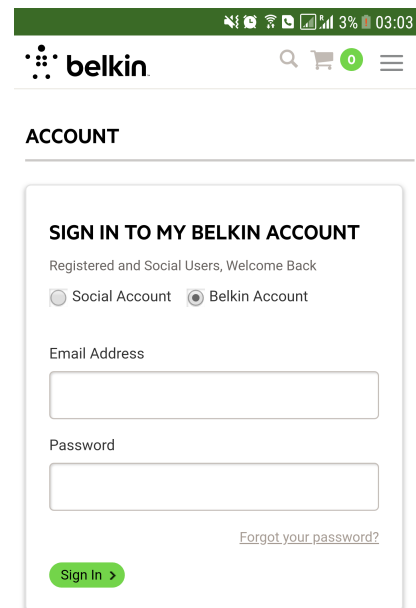 3% 03:03
belkin
0
ACCOUNT
SIGN IN TO MY BELKIN ACCOUNT
Registered and Social Users, Welcome Back
Social Account Belkin Account
Email Address
Password
Forgot your password?
Sign In